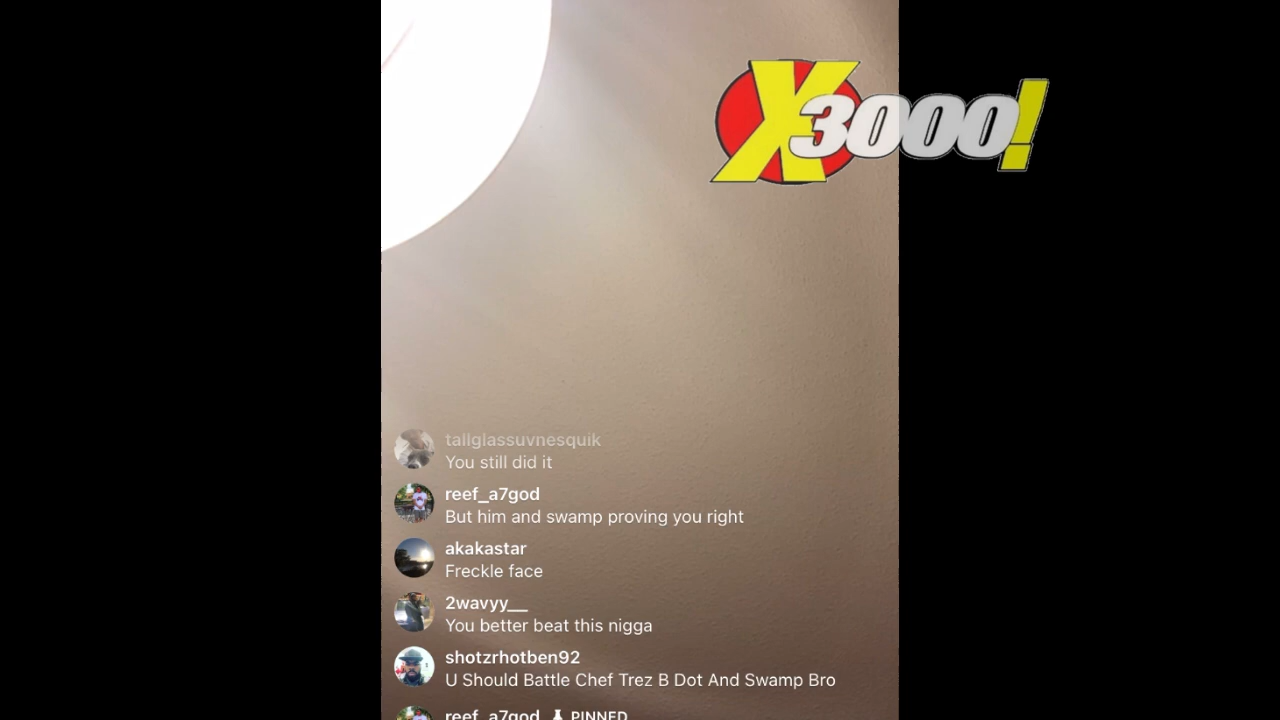 X3000!
tallglassuvnesquik
You still did it
reef_a7god
But him and swamp proving you right
akakastar
Freckle face
2wavyy__
You better beat this nigga
shotzrhotben92
U Should Battle Chef Trez B Dot And Swamp Bro
reef_a7god PINNED